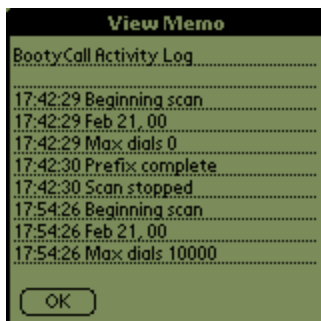 View Memo
BootyCall Activity Log
17:42:29 Beginning scan
17:42:29 Feb 21, 00
17:42:29 Max dials 0
17:42:30 Prefix complete
17:42:30 Scan stopped
17:54:26 Beginning scan
17:54:26 Feb 21, 00
17:54:26 Max dials 10000
OK